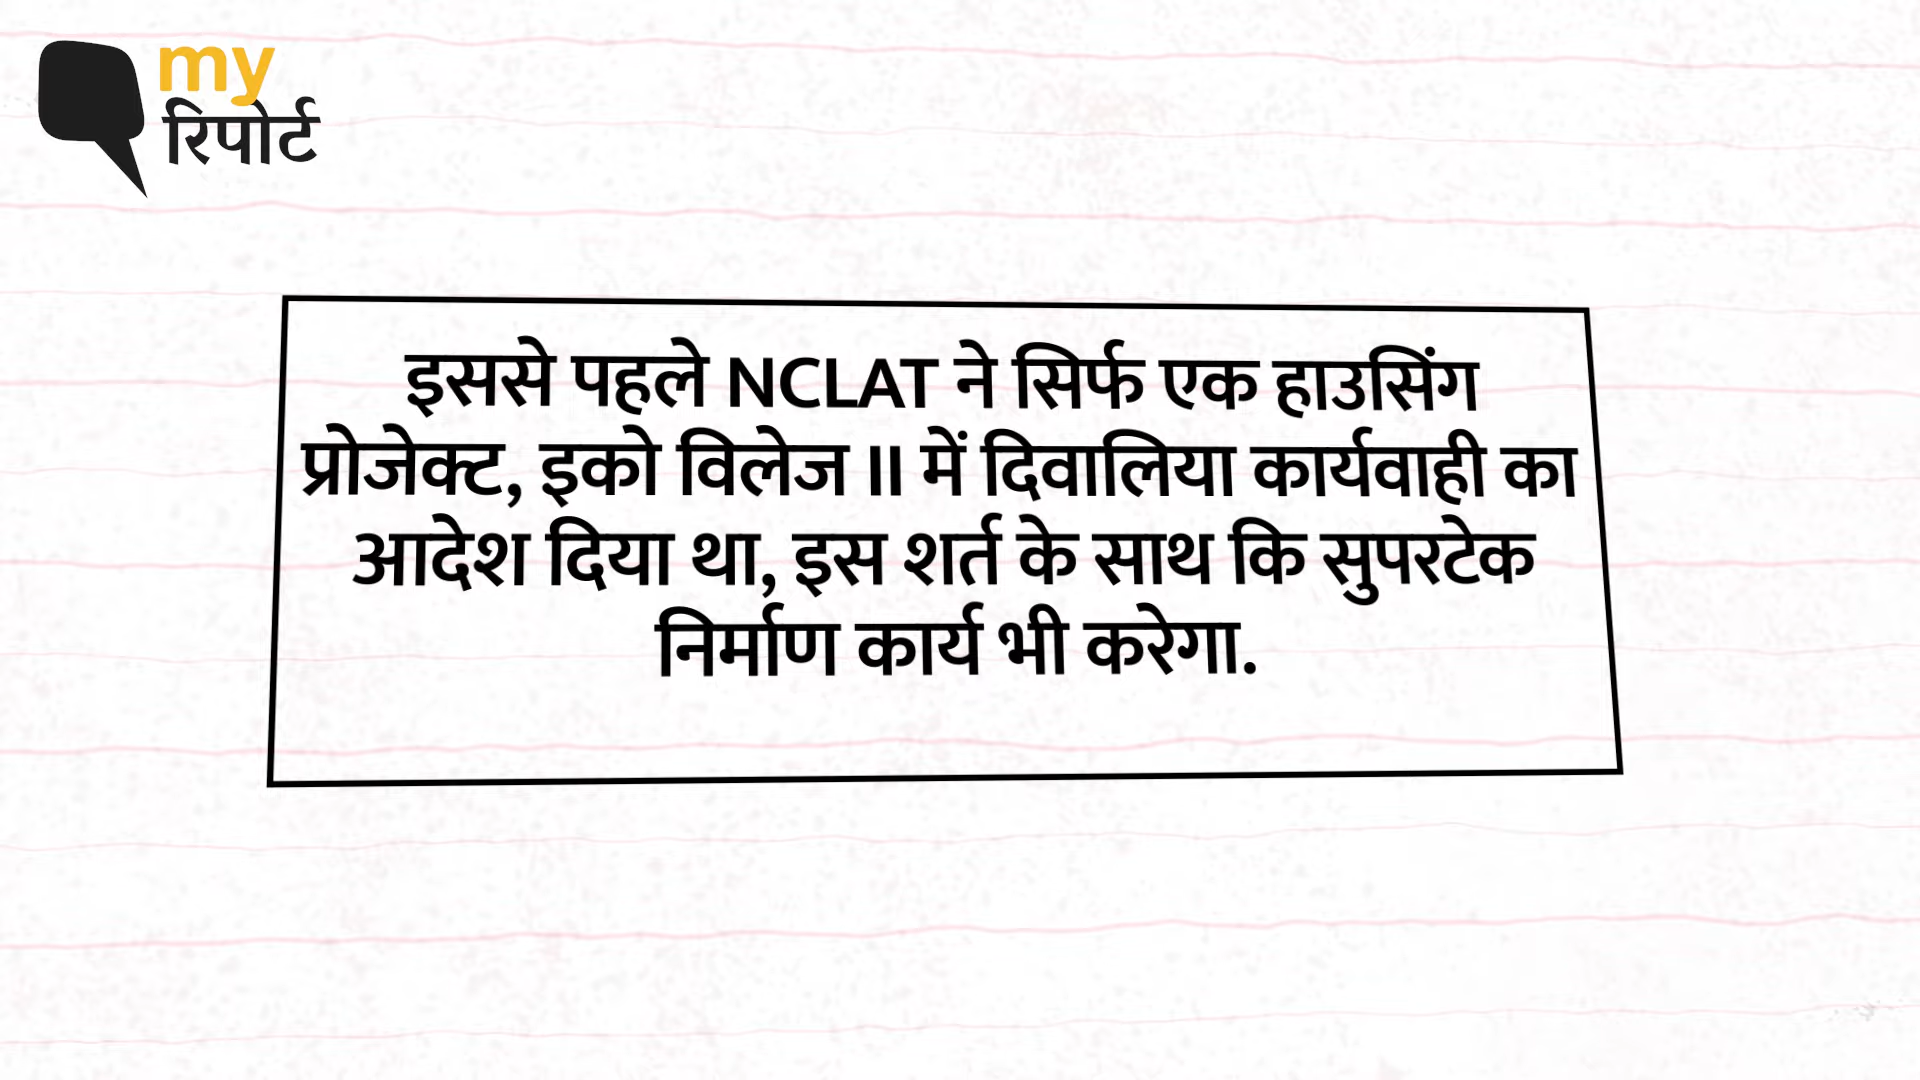 my
रिपोर्ट
इससे पहले NCLAT ने सिर्फ एक हाउसिंग
प्रोजेक्ट, इको विलेज II में दिवालिया कार्यवाही का
आदेश दिया था, इस शर्त के साथ कि सुपरटेक
निर्माण कार्य भी करेगा.